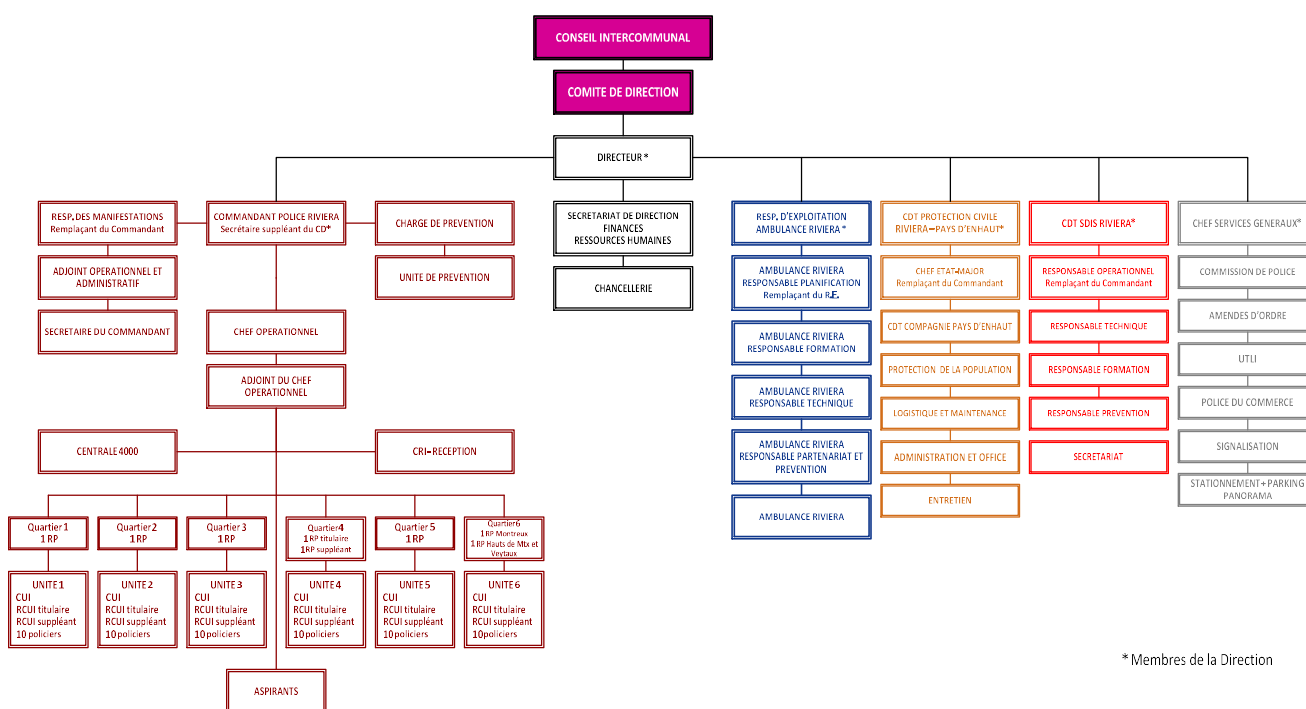 CONSEIL INTERCOMMUNAL
COMITE DE DIRECTION
DIRECTEUR *
RESP. DES MANIFESTATIONS
Remplaçant du Commandant
COMMANDANT POLICE RIVIERA
Secrétaire suppléant du CD*
CHARGE DE PREVENTION
ADJOINT OPERATIONNEL ET
ADMINISTRATIF
UNITE DE PREVENTION
SECRETAIRE DU COMMANDANT
CHEF OPERATIONNEL
ADJOINT DU CHEF
OPERATIONNEL
CENTRALE 4000
CRI-RECEPTION
Quartier 1
1 RP
Quartier 2
1 RP
Quartier 3
1 RP
Quartier 4
1 RP titulaire
1 RP suppléant
Quartier 5
1 RP
Quartier 6
1 RP Montreux
1 RP Hauts de Mtx et
Veytaux
UNITE 1
CUI
RCUI titulaire
RCUI suppléant
10 policiers
UNITE 2
CUI
RCUI titulaire
RCUI suppléant
10 policiers
UNITE 3
CUI
RCUI titulaire
RCUI suppléant
10 policiers
UNITE 4
CUI
RCUI titulaire
RCUI suppléant
10 policiers
UNITE 5
CUI
RCUI titulaire
RCUI suppléant
10 policiers
UNITE 6
CUI
RCUI titulaire
RCUI suppléant
10 policiers
ASPIRANTS
SECRETARIAT DE DIRECTION
FINANCES
RESSOURCES HUMAINES
CHANCELLERIE
RESP. D'EXPLOITATION
AMBULANCE RIVIERA *
AMBULANCE RIVIERA
RESPONSABLE PLANIFICATION
Remplaçant du R.E.
AMBULANCE RIVIERA
RESPONSABLE FORMATION
AMBULANCE RIVIERA
RESPONSABLE TECHNIQUE
AMBULANCE RIVIERA
RESPONSABLE PARTENARIAT ET
PREVENTION
AMBULANCE RIVIERA
CDT PROTECTION CIVILE
RIVIERA-PAYS D'ENHAUT*
CHEF ETAT-MAJOR
Remplaçant du Commandant
CDT COMPAGNIE PAYS D'ENHAUT
PROTECTION DE LA POPULATION
LOGISTIQUE ET MAINTENANCE
ADMINISTRATION ET OFFICE
ENTRETIEN
CDT SDIS RIVIERA*
RESPONSABLE OPERATIONNEL
Remplaçant du Commandant
RESPONSABLE TECHNIQUE
RESPONSABLE FORMATION
RESPONSABLE PREVENTION
SECRETARIAT
CHEF SERVICES GENERAUX*
COMMISSION DE POLICE
AMENDES D'ORDRE
UTLI
POLICE DU COMMERCE
SIGNALISATION
STATIONNEMENT + PARKING
PANORAMA
* Membres de la Direction